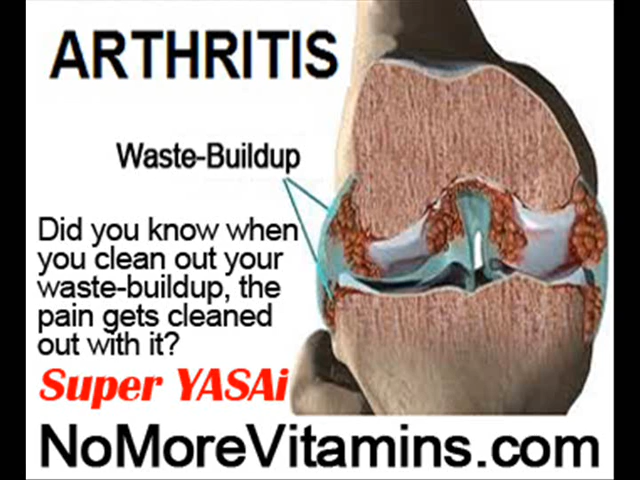 ARTHRITIS
Waste-Buildup
Did you know when
you clean out your
waste-buildup, the
pain gets cleaned
out with it?
Super YASAi
NoMoreVitamins.com